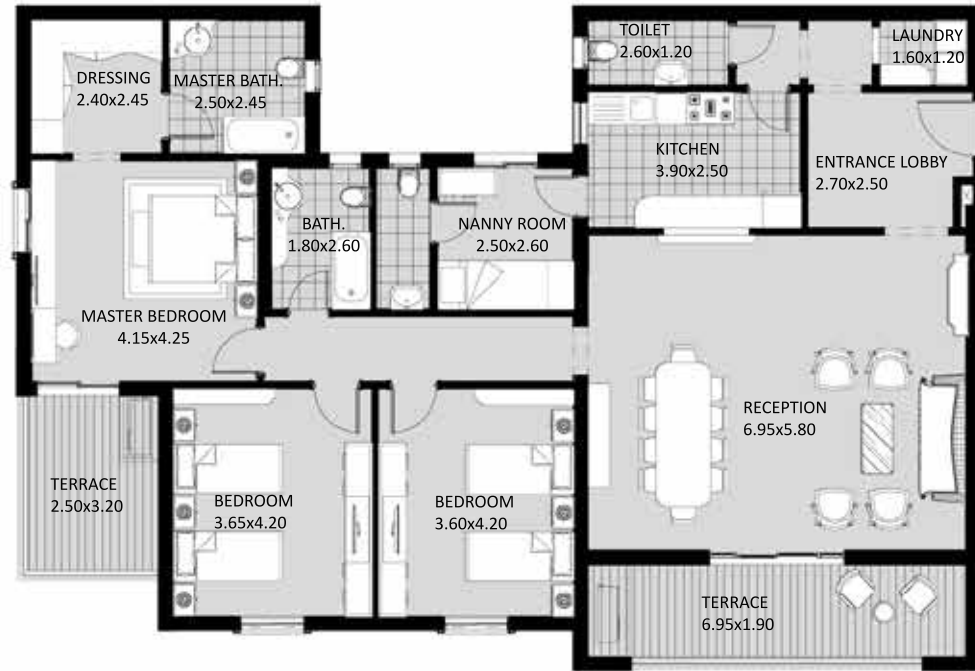 TOILET
2.60x1.20
LAUNDRY
1.60x1.20
DRESSING
2.40x2.45
MASTER BATH.
2.50x2.45
KITCHEN
3.90x2.50
ENTRANCE LOBBY
2.70x2.50
BATH.
1.80x2.60
NANNY ROOM
2.50x2.60
MASTER BEDROOM
4.15x4.25
RECEPTION
6.95x5.80
TERRACE
2.50x3.20
BEDROOM
3.65x4.20
BEDROOM
3.60x4.20
TERRACE
6.95x1.90